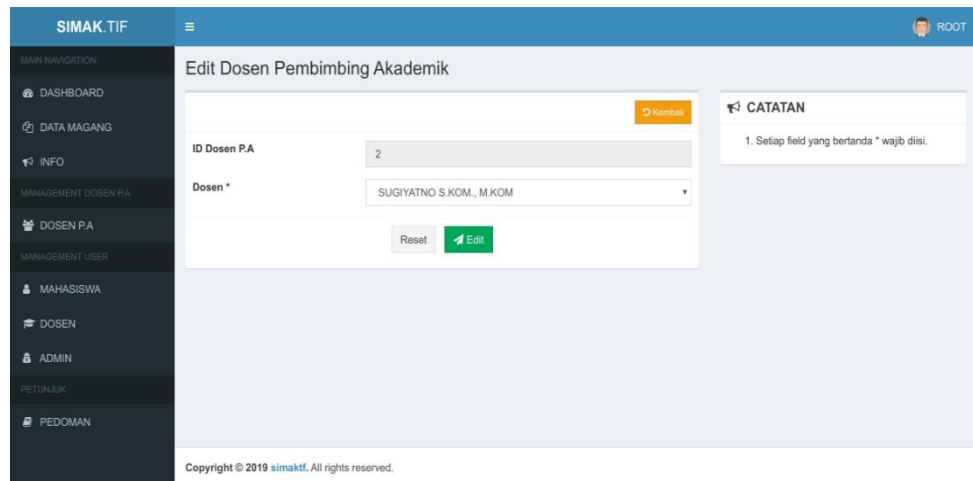 SIMAK.TIF
ROOT
MAIN NAVIGATION
DASHBOARD
DATA MAGANG
INFO
MANAGEMENT DOSEN P.A
DOSEN P.A
MANAGEMENT USER
MAHASISWA
DOSEN
ADMIN
PETUNJUK
PEDOMAN
Edit Dosen Pembimbing Akademik
Kembali
ID Dosen P.A
2
Dosen *
SUGIYATNO S.KOM., M.KOM
Reset
Edit
CATATAN
1. Setiap field yang bertanda * wajib diisi.
Copyright © 2019 simaktf. All rights reserved.